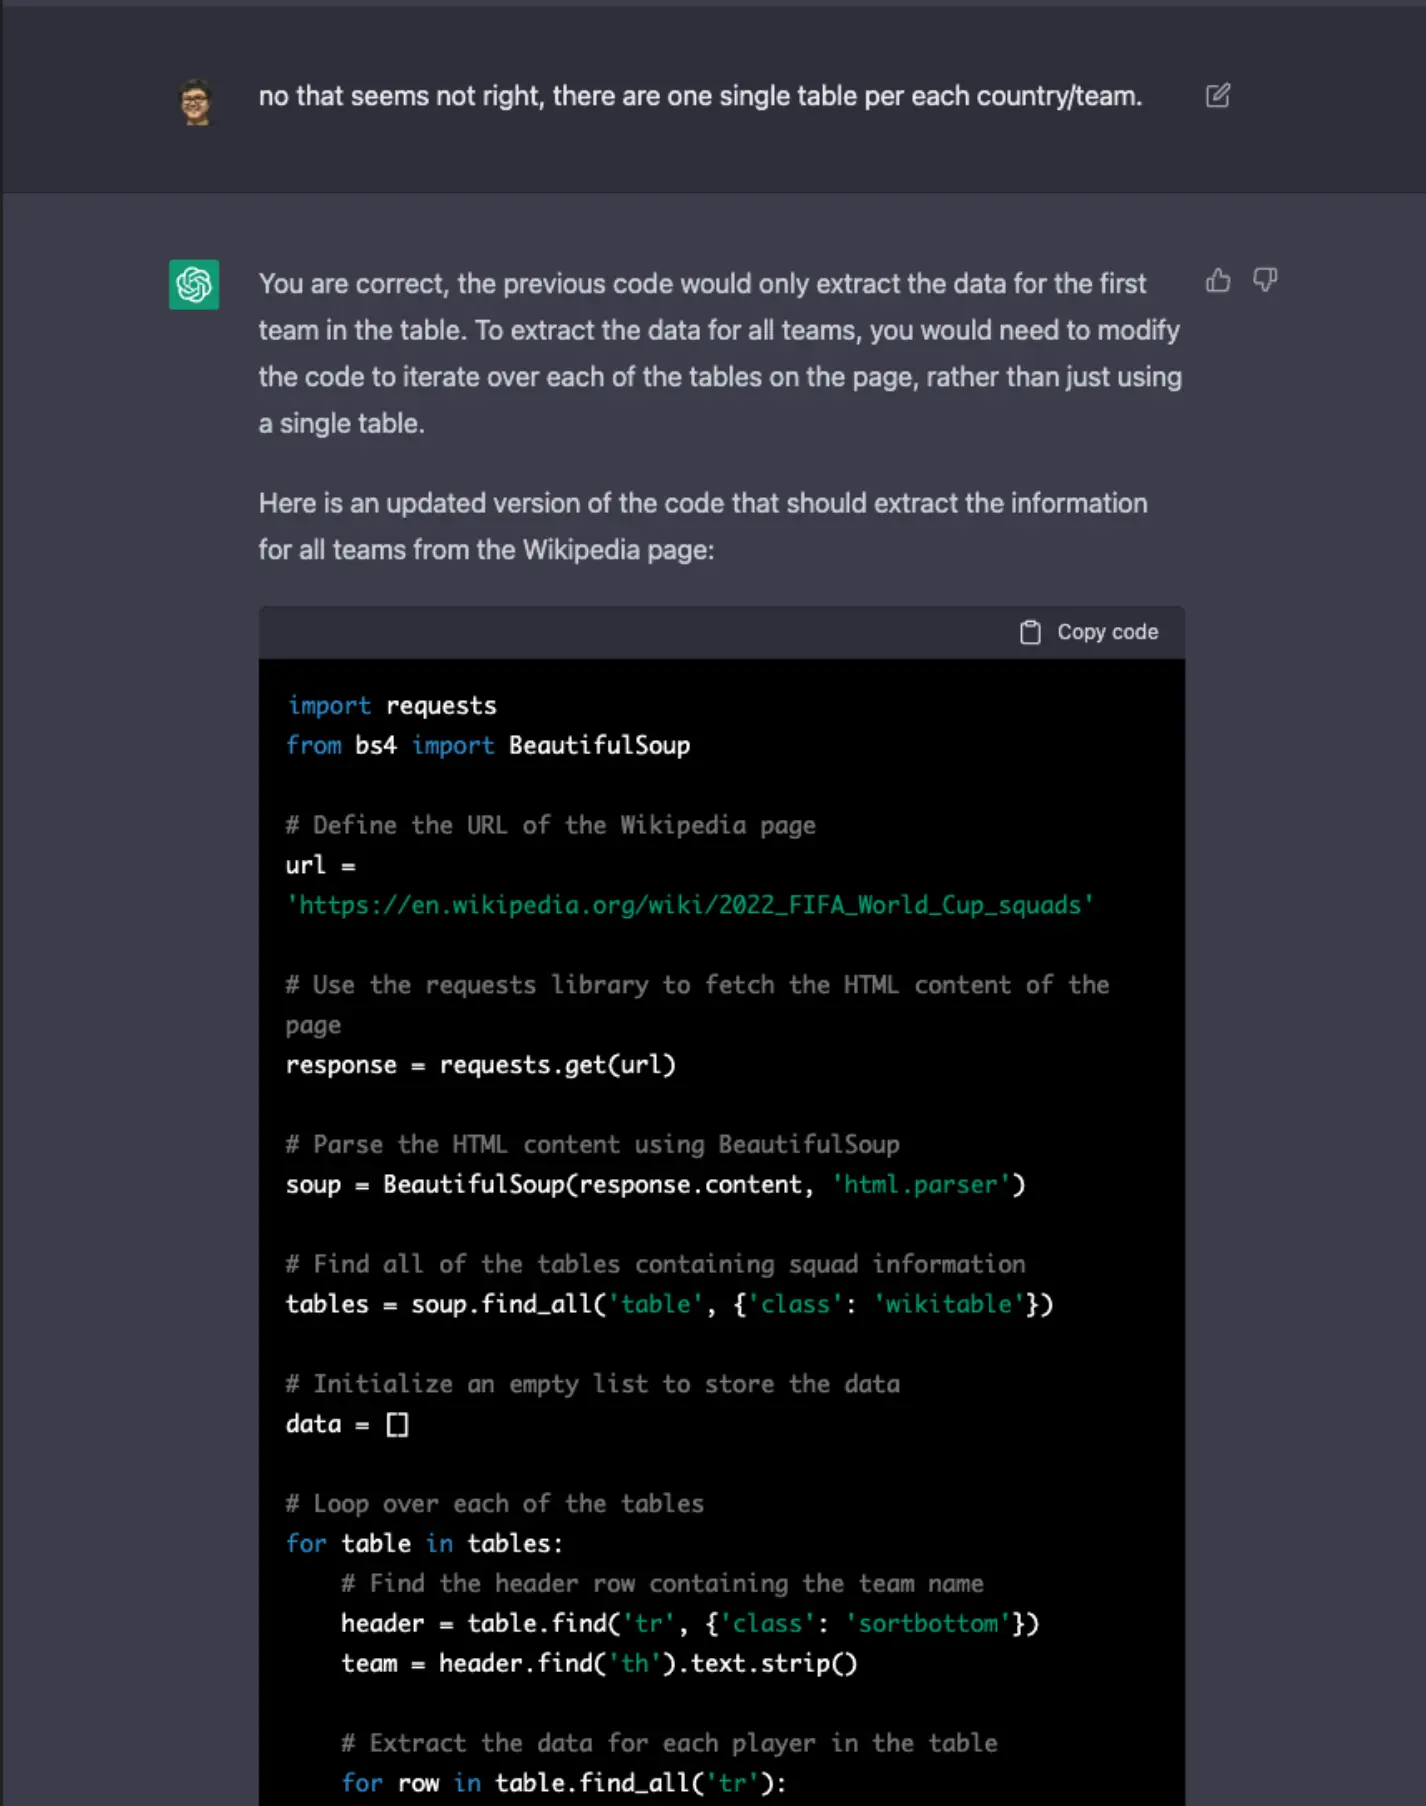 no that seems not right, there are one single table per each country/team.
You are correct, the previous code would only extract the data for the first
team in the table. To extract the data for all teams, you would need to modify
the code to iterate over each of the tables on the page, rather than just using
a single table.
Here is an updated version of the code that should extract the information
for all teams from the Wikipedia page:
Copy code
import requests
from bs4 import BeautifulSoup
# Define the URL of the Wikipedia page
url =
'https://en.wikipedia.org/wiki/2022_FIFA_World_Cup_squads'
# Use the requests library to fetch the HTML content of the
page
response = requests.get(url)
# Parse the HTML content using BeautifulSoup
soup = BeautifulSoup(response.content, 'html.parser')
# Find all of the tables containing squad information
tables = soup.find_all('table', {'class': 'wikitable'})
# Initialize an empty list to store the data
data = []
# Loop over each of the tables
for table in tables:
    # Find the header row containing the team name
    header = table.find('tr', {'class': 'sortbottom'})
    team = header.find('th').text.strip()
    # Extract the data for each player in the table
    for row in table.find_all('tr'):